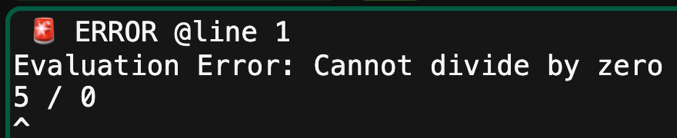 🚨 ERROR @line 1
Evaluation Error: Cannot divide by zero
5 / 0
^